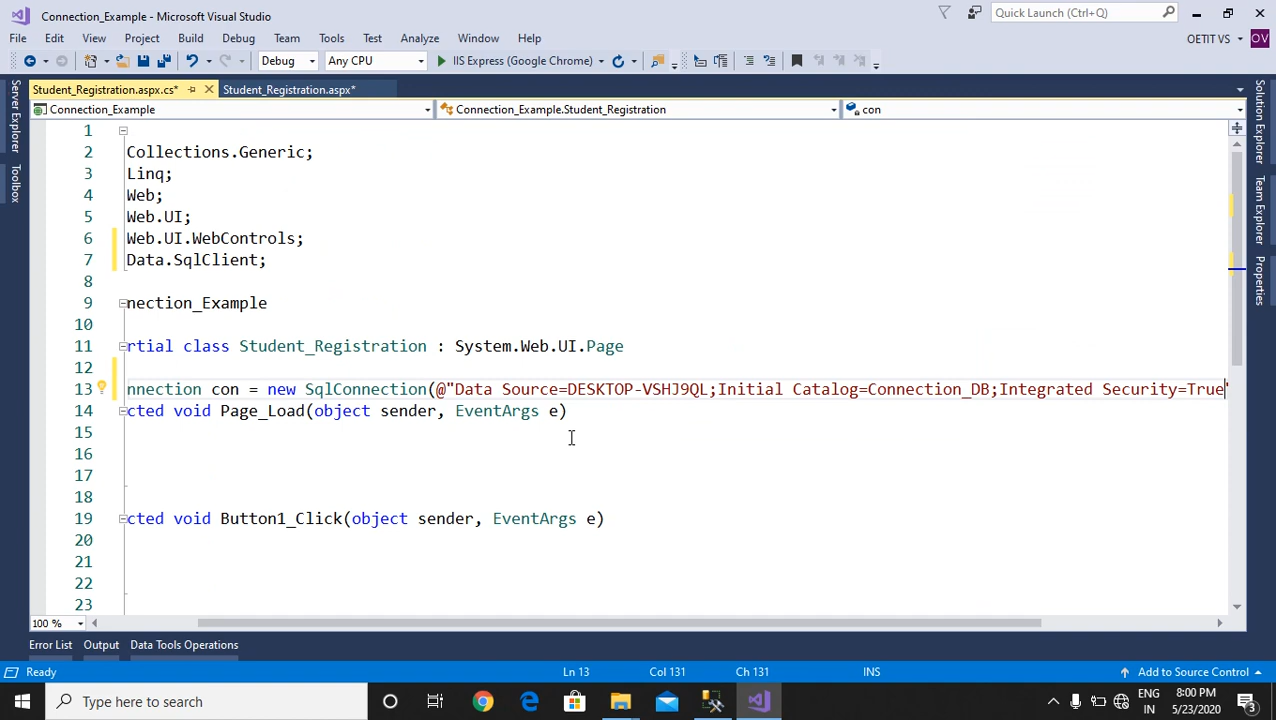 Connection_Example - Microsoft Visual Studio
Quick Launch (Ctrl+Q)
File Edit View Project Build Debug Team Tools Test Analyze Window Help
OETIT VS OV
Debug Any CPU IIS Express (Google Chrome)
Student_Registration.aspx.cs* Student_Registration.aspx*
Connection_Example Connection_Example.Student_Registration con
Server Explorer
Toolbox
Solution Explorer
Team Explorer
Properties
1
2 Collections.Generic;
3 Linq;
4 Web;
5 Web.UI;
6 Web.UI.WebControls;
7 Data.SqlClient;
8
9 nection_Example
10
11 rtial class Student_Registration : System.Web.UI.Page
12
13 nnection con = new SqlConnection(@"Data Source=DESKTOP-VSHJ9QL;Initial Catalog=Connection_DB;Integrated Security=True"
14 cted void Page_Load(object sender, EventArgs e)
15
16
17
18
19 cted void Button1_Click(object sender, EventArgs e)
20
21
22
23
100 %
Error List Output Data Tools Operations
Ready Ln 13 Col 131 Ch 131 INS Add to Source Control
Type here to search
ENG
IN
8:00 PM
5/23/2020
3